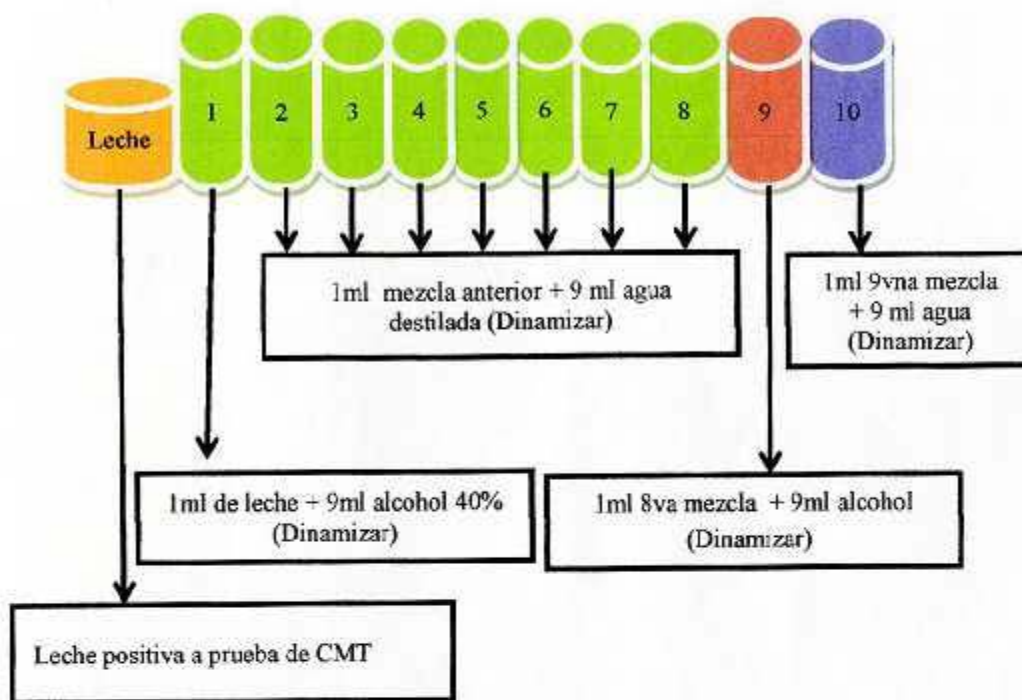 Leche
1
2
3
4
5
6
7
8
9
10
1ml mezcla anterior + 9 ml agua
destilada (Dinamizar)
1ml 9vna mezcla
+ 9 ml agua
(Dinamizar)
1ml de leche + 9ml alcohol 40%
(Dinamizar)
1ml 8va mezcla + 9ml alcohol
(Dinamizar)
Leche positiva a prueba de CMT